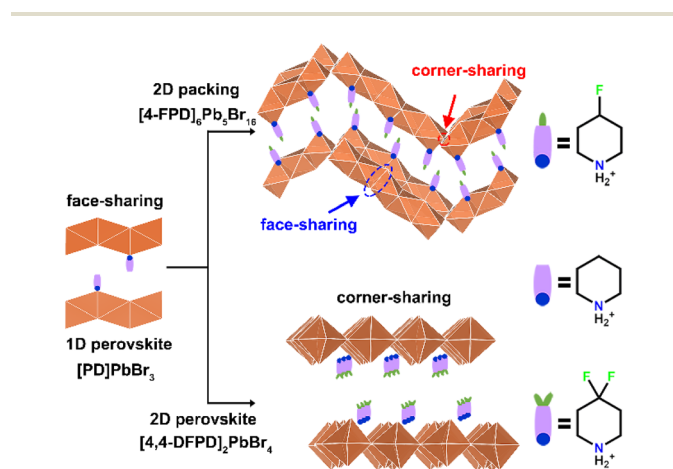 2D packing
[4-FPD]₆Pb₅Br₁₆
corner-sharing
face-sharing
face-sharing
1D perovskite
[PD]PbBr₃
corner-sharing
2D perovskite
[4,4-DFPD]₂PbBr₄
=
F
N
H₂⁺
=
N
H₂⁺
=
F F
N
H₂⁺